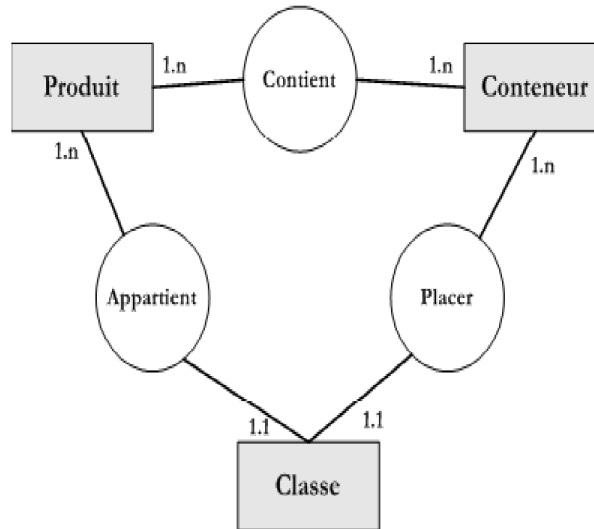 1.n
Contient
1.n
Produit
Conteneur
1.n
1.n
Appartient
Placer
1.1
1.1
Classe